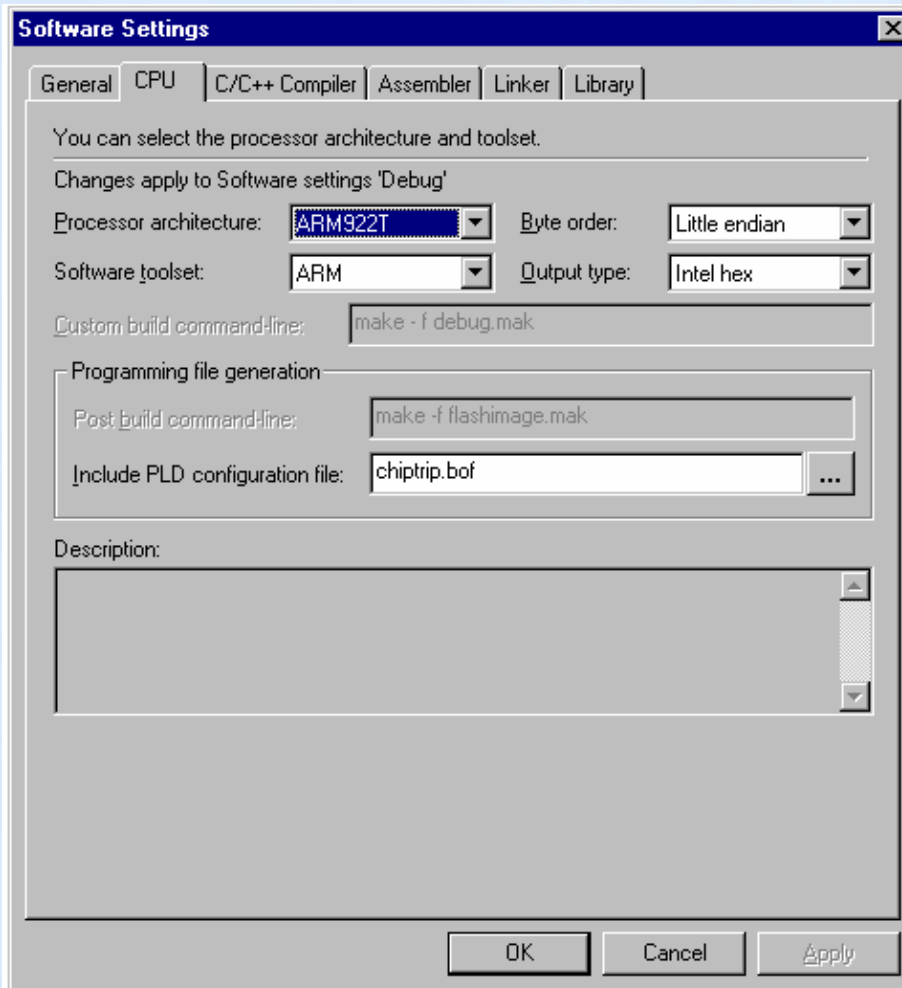 Software Settings
General CPU C/C++ Compiler Assembler Linker Library
You can select the processor architecture and toolset.
Changes apply to Software settings 'Debug'
Processor architecture: ARM922T Byte order: Little endian
Software toolset: ARM Output type: Intel hex
Custom build command-line: make - f debug.mak
Programming file generation
Post build command-line: make -f flashimage.mak
Include PLD configuration file: chiptrip.bof ...
Description:
OK Cancel Apply